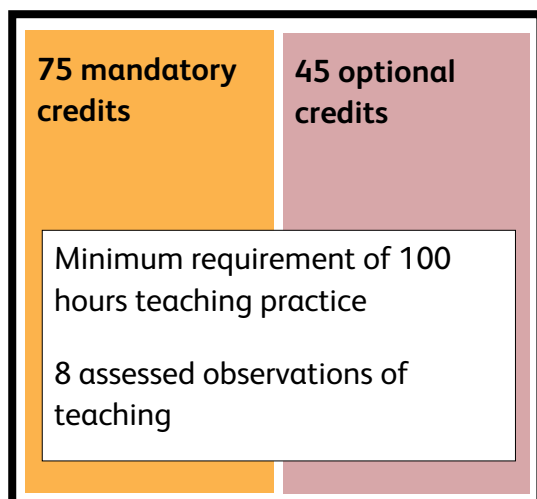 75 mandatory
credits
45 optional
credits
Minimum requirement of 100
hours teaching practice
8 assessed observations of
teaching